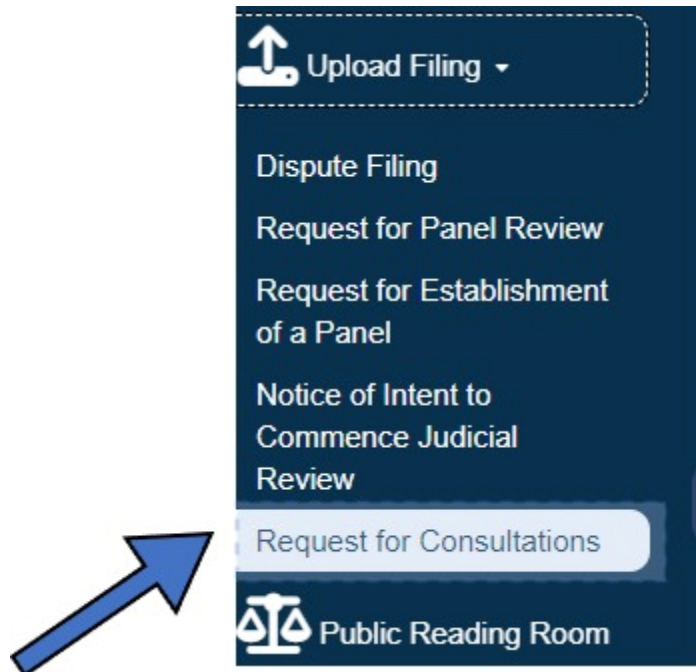 Upload Filing
Dispute Filing
Request for Panel Review
Request for Establishment
of a Panel
Notice of Intent to
Commence Judicial
Review
Request for Consultations
Public Reading Room